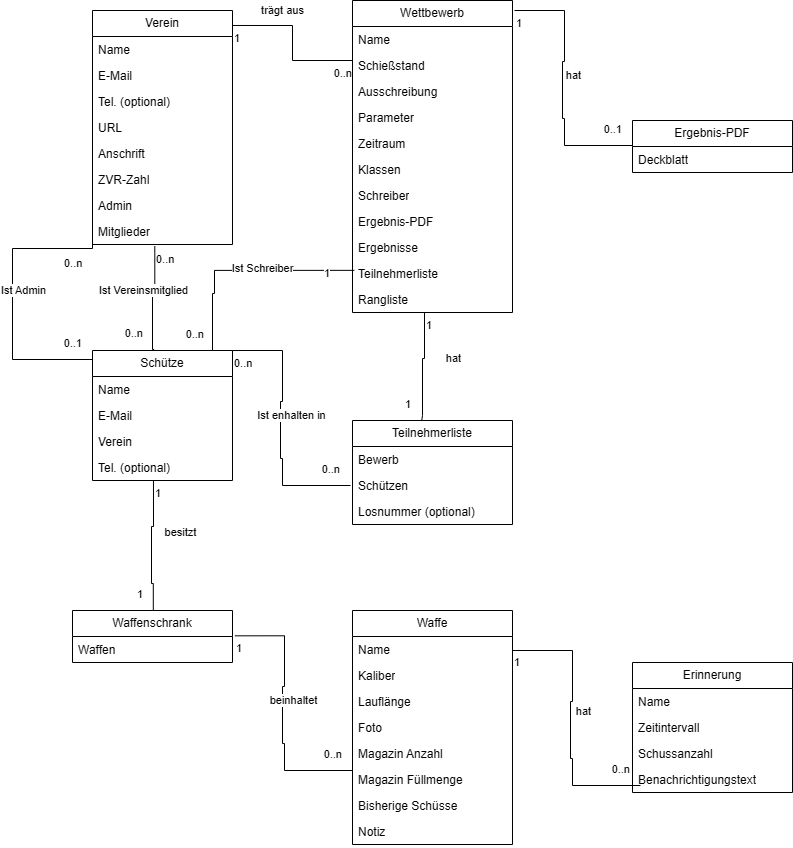 Verein
Name
E-Mail
Tel. (optional)
URL
Anschrift
ZVR-Zahl
Admin
Mitglieder
trägt aus
1
0..n
Wettbewerb
Name
Schießstand
Ausschreibung
Parameter
Zeitraum
Klassen
Schreiber
Ergebnis-PDF
Ergebnisse
Teilnehmerliste
Rangliste
1
hat
0..1
Ergebnis-PDF
Deckblatt
0..n
Ist Admin
0..1
0..n
Ist Vereinsmitglied
0..n
Ist Schreiber
1
0..n
Schütze
Name
E-Mail
Verein
Tel. (optional)
0..n
Ist enhalten in
0..n
1
hat
1
Teilnehmerliste
Bewerb
Schützen
Losnummer (optional)
1
besitzt
1
Waffenschrank
Waffen
1
beinhaltet
0..n
Waffe
Name
Kaliber
Lauflänge
Foto
Magazin Anzahl
Magazin Füllmenge
Bisherige Schüsse
Notiz
1
hat
0..n
Erinnerung
Name
Zeitintervall
Schussanzahl
Benachrichtigungstext